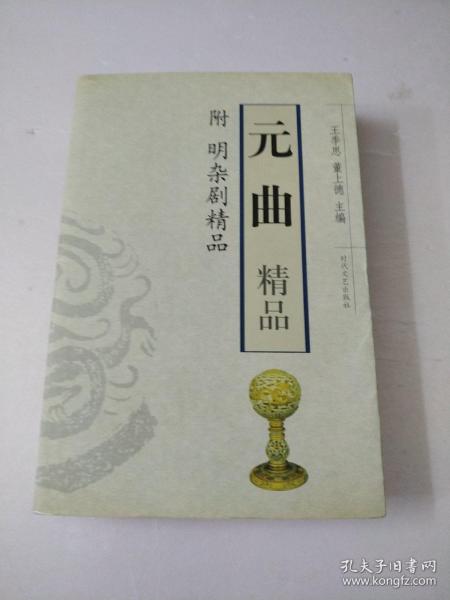 元曲
精品
附 明杂剧精品
王季思 董上德 主编
时代文艺出版社
孔夫子旧书网
www.kongfz.com